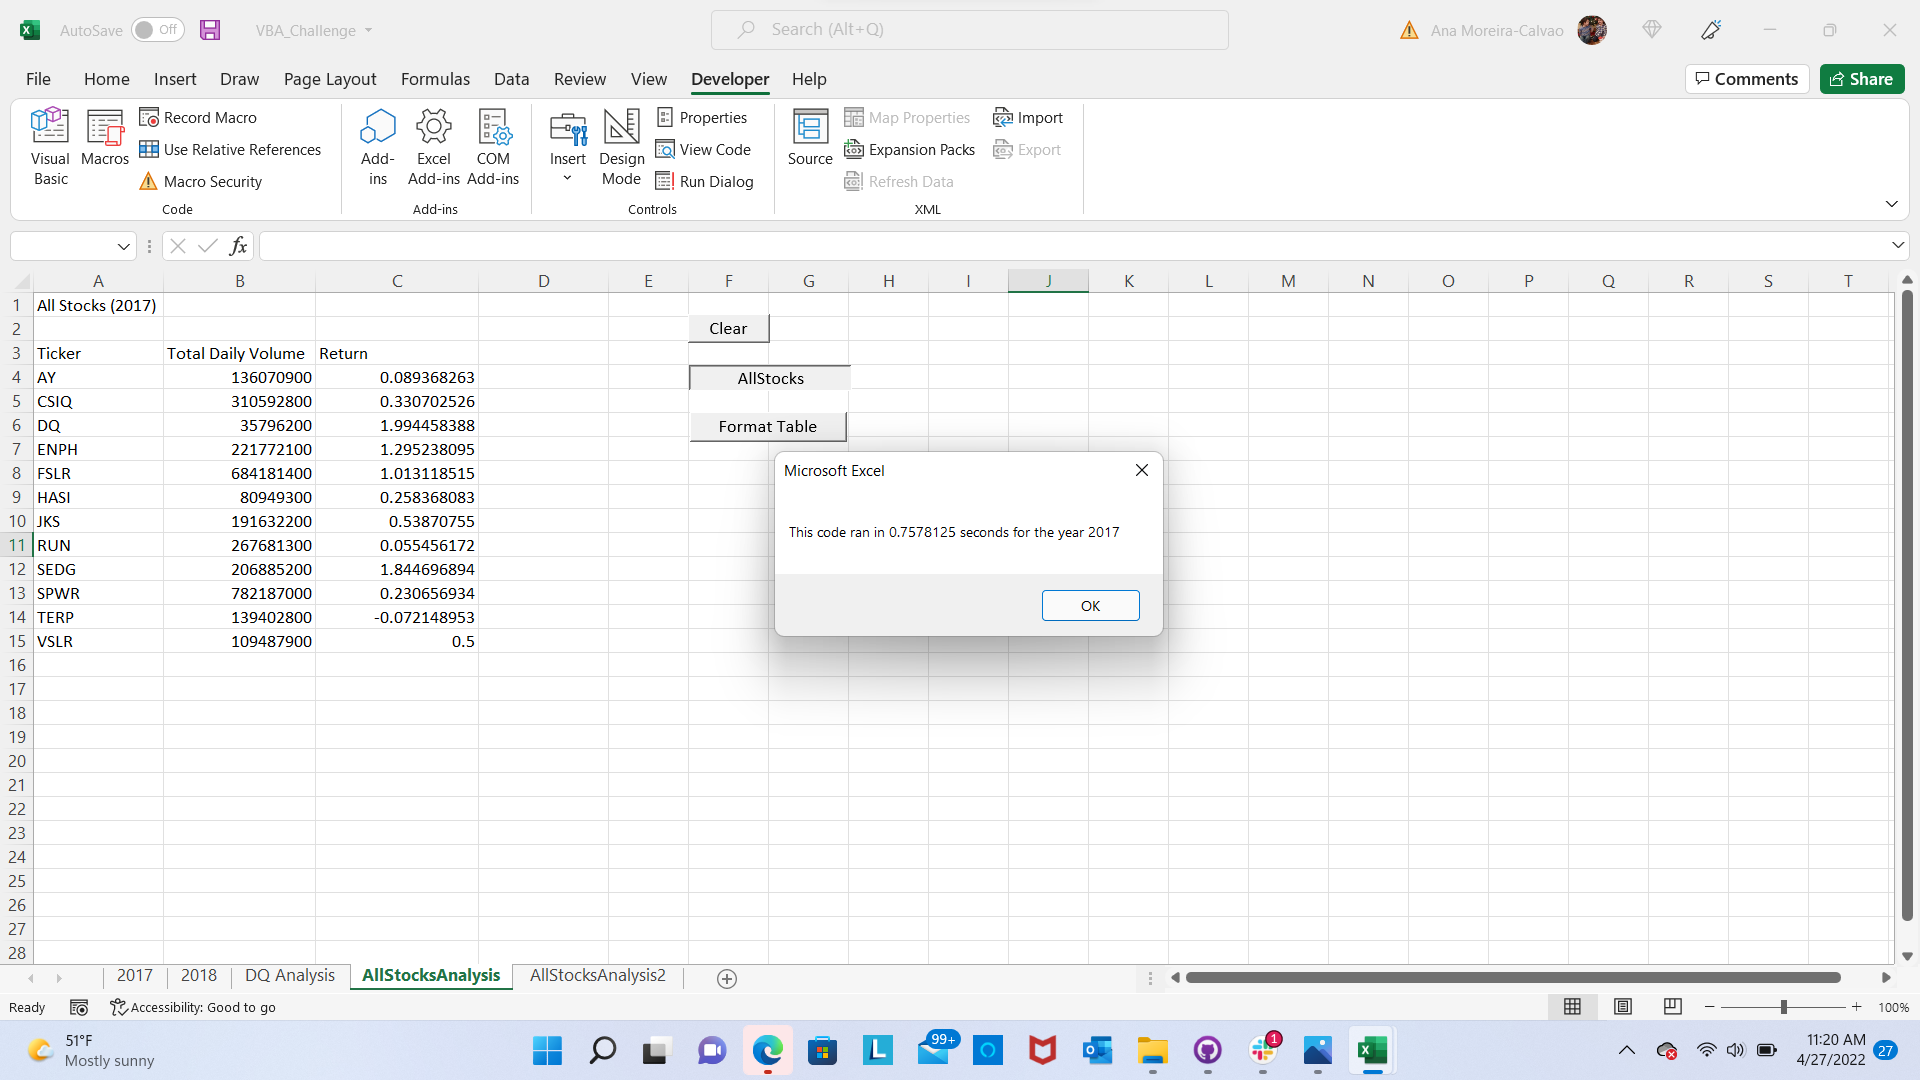 AutoSave Off VBA_Challenge Search (Alt+Q) Ana Moreira-Calvao
File Home Insert Draw Page Layout Formulas Data Review View Developer Help Comments Share
Visual Basic
Macros
Record Macro
Use Relative References
Macro Security
Code
Add-ins
Excel Add-ins
COM Add-ins
Add-ins
Insert
Design Mode
Properties
View Code
Run Dialog
Controls
Source
Map Properties
Expansion Packs
Refresh Data
Import
Export
XML
fx
A B C D E F G H I J K L M N O P Q R S T
1 All Stocks (2017)
2 Clear
3 Ticker Total Daily Volume Return
4 AY 136070900 0.089368263 AllStocks
5 CSIQ 310592800 0.330702526
6 DQ 35796200 1.994458388 Format Table
7 ENPH 221772100 1.295238095
8 FSLR 684181400 1.013118515
9 HASI 80949300 0.258368083
10 JKS 191632200 0.53870755
11 RUN 267681300 0.055456172
12 SEDG 206885200 1.844696894
13 SPWR 782187000 0.230656934
14 TERP 139402800 -0.072148953
15 VSLR 109487900 0.5
16
17
18
19
20
21
22
23
24
25
26
27
28
Microsoft Excel
This code ran in 0.7578125 seconds for the year 2017
OK
2017 2018 DQ Analysis AllStocksAnalysis AllStocksAnalysis2
Ready Accessibility: Good to go 100%
51°F
Mostly sunny
L
99+
1
11:20 AM
4/27/2022
27